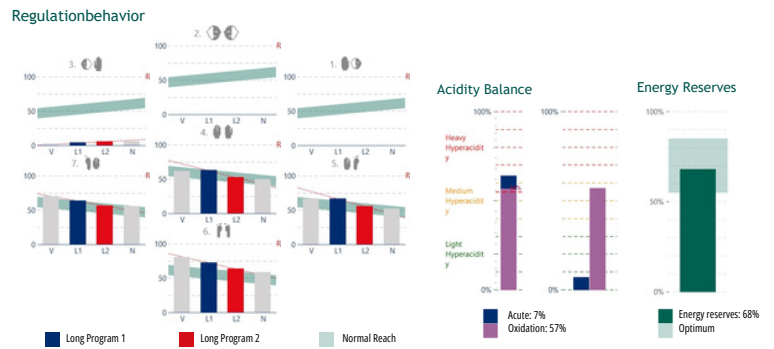 Regulationbehavior
2.
100
R
50
0
V L1 L2 N
3.
100
R
50
0
V L1 L2 N
1.
100
R
50
0
V L1 L2 N
4.
100
R
50
0
V L1 L2 N
7.
100
R
50
0
V L1 L2 N
5.
100
R
50
0
V L1 L2 N
6.
100
R
50
0
V L1 L2 N
Long Program 1
Long Program 2
Normal Reach
Acidity Balance
100%
100%
Heavy
Hyperacidit
y
Medium
Hyperacidit
y
Light
Hyperacidit
y
0%
0%
Acute: 7%
Oxidation: 57%
Energy Reserves
100%
50%
0%
Energy reserves: 68%
Optimum